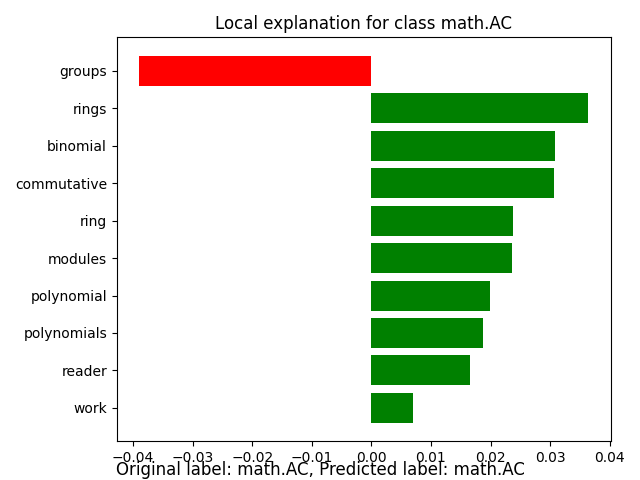 Local explanation for class math.AC
groups
rings
binomial
commutative
ring
modules
polynomial
polynomials
reader
work
−0.04 −0.03 −0.02 −0.01 0.00 0.01 0.02 0.03 0.04
Original label: math.AC, Predicted label: math.AC